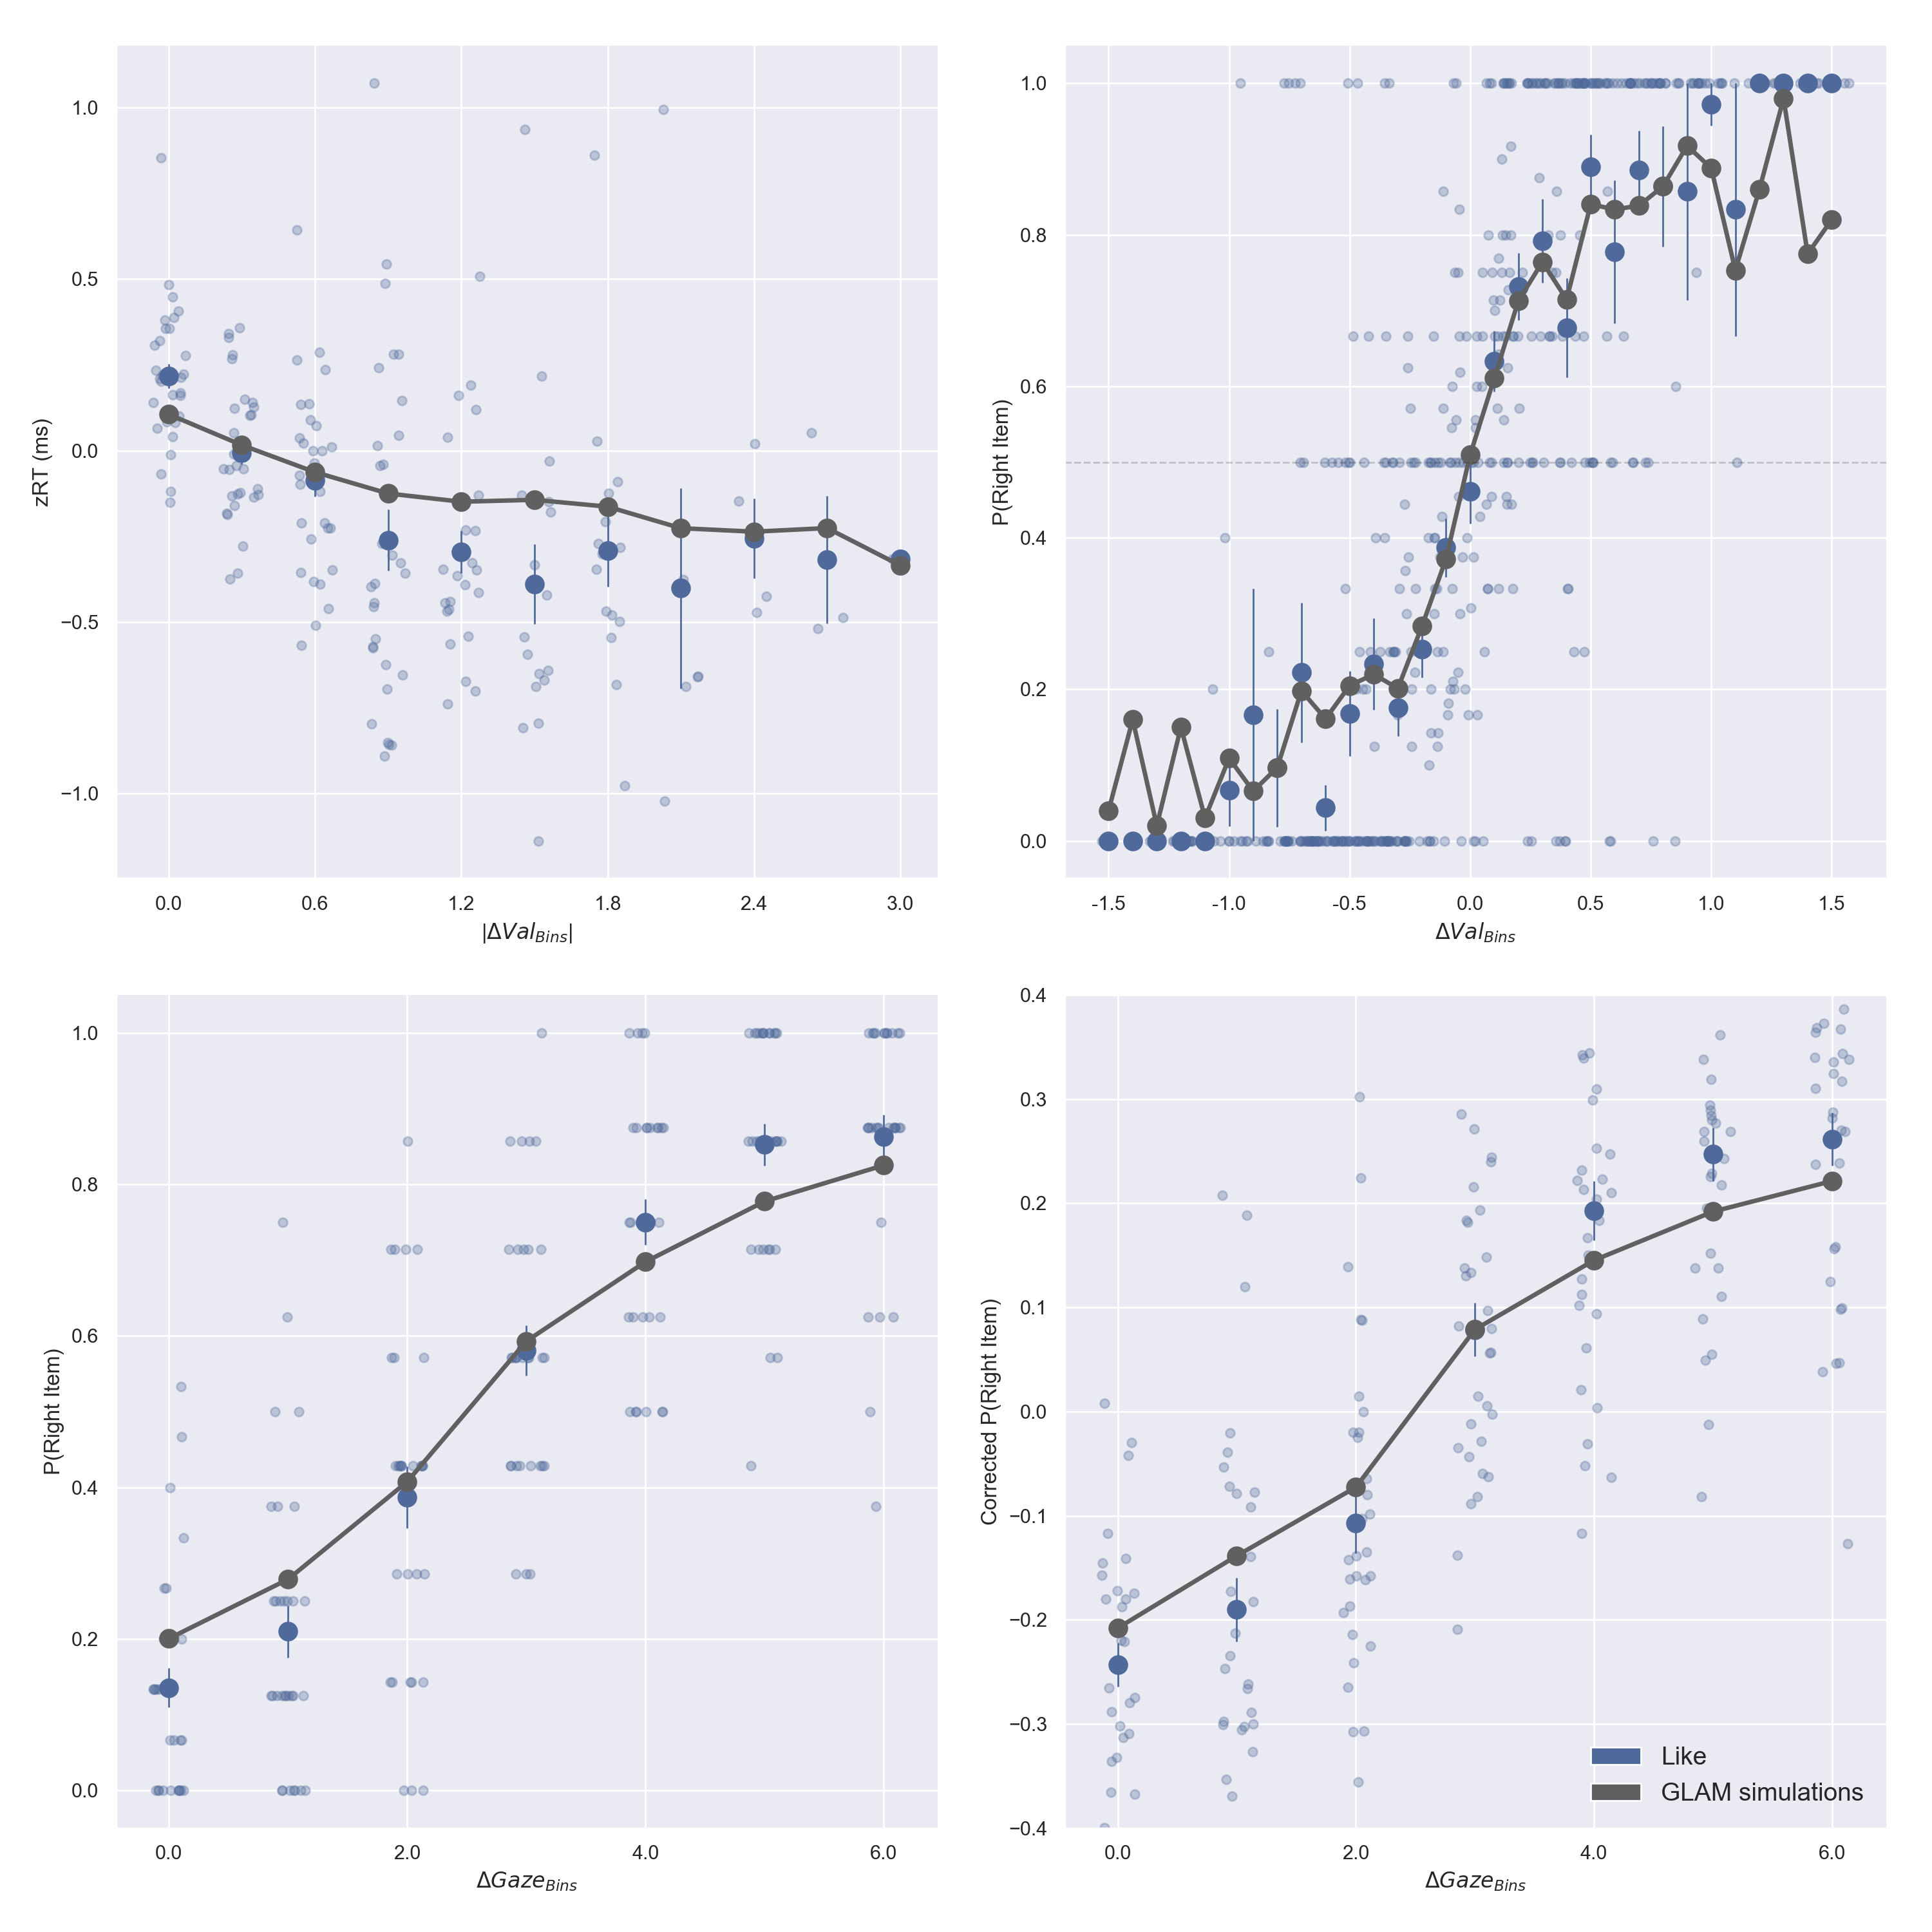 1.0
0.5
0.0
−0.5
−1.0
zRT (ms)
0.0 0.6 1.2 1.8 2.4 3.0
|ΔVal_Bins|
1.0
0.8
0.6
0.4
0.2
0.0
P(Right Item)
-1.5 -1.0 -0.5 0.0 0.5 1.0 1.5
ΔVal_Bins
1.0
0.8
0.6
0.4
0.2
0.0
P(Right Item)
0.0 2.0 4.0 6.0
ΔGaze_Bins
0.4
0.3
0.2
0.1
0.0
−0.1
−0.2
−0.3
−0.4
Corrected P(Right Item)
Like
GLAM simulations
0.0 2.0 4.0 6.0
ΔGaze_Bins